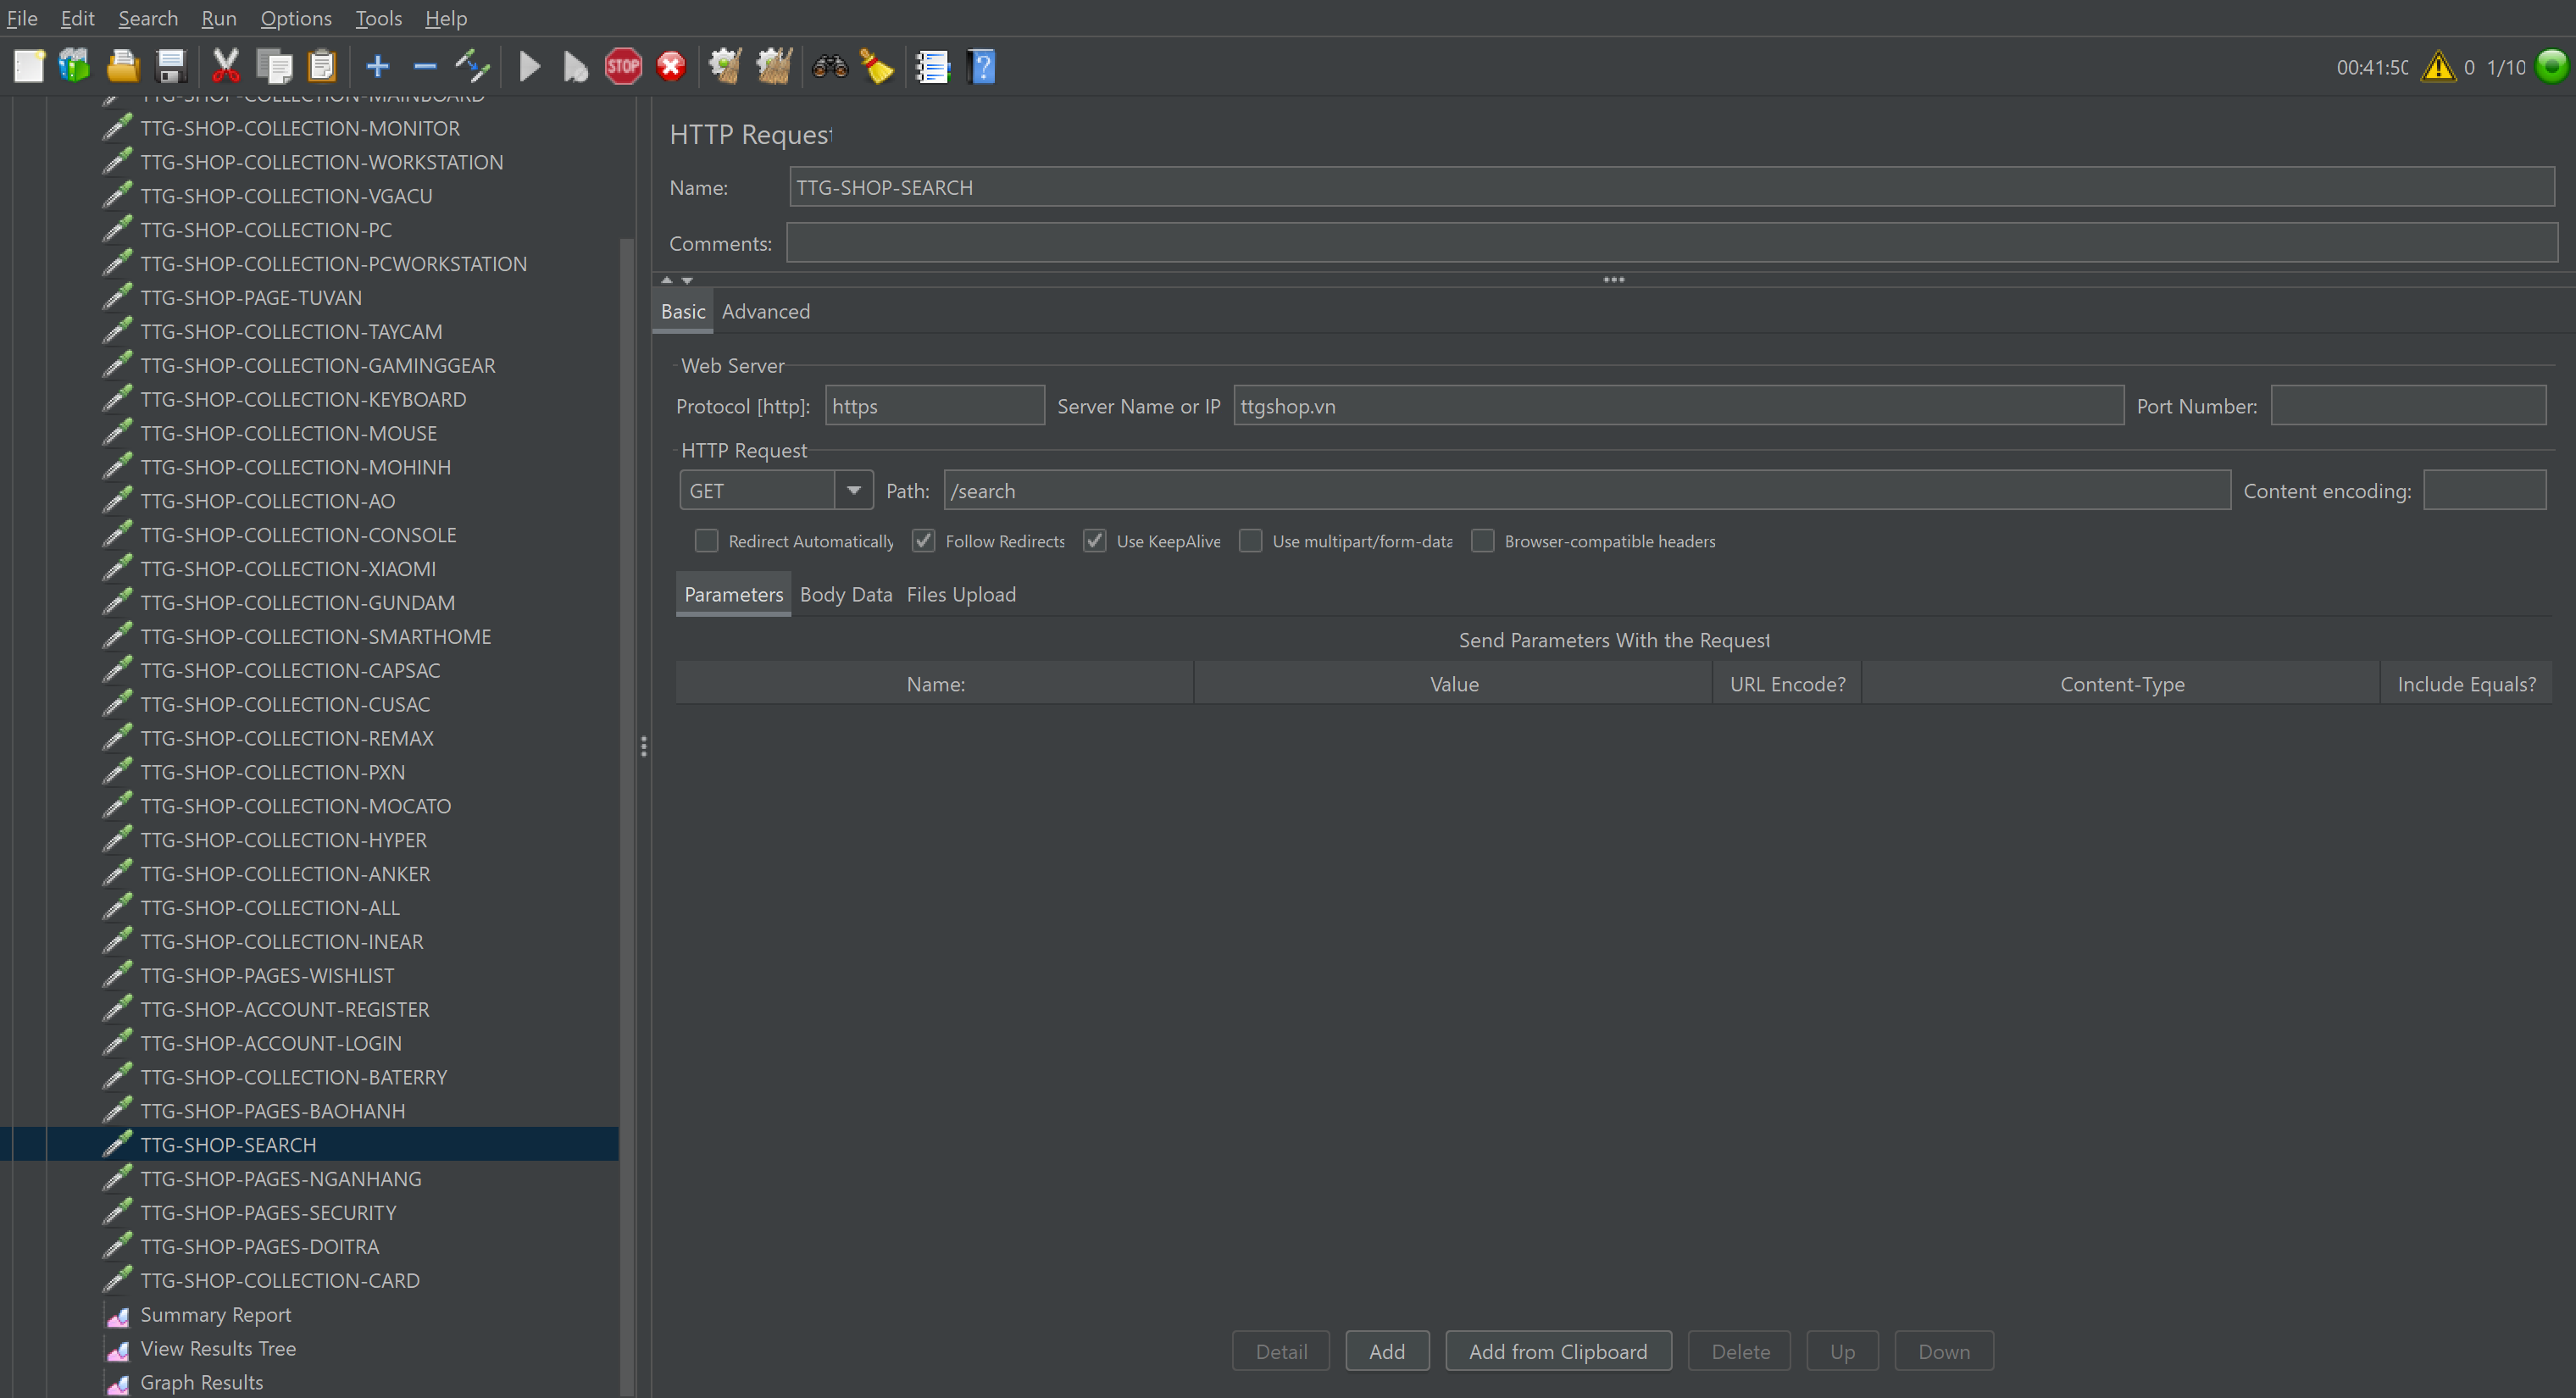 File Edit Search Run Options Tools Help
STOP
00:41:50 0 1/10
TTG-SHOP-COLLECTION-MAINBOARD
TTG-SHOP-COLLECTION-MONITOR
TTG-SHOP-COLLECTION-WORKSTATION
TTG-SHOP-COLLECTION-VGACU
TTG-SHOP-COLLECTION-PC
TTG-SHOP-COLLECTION-PCWORKSTATION
TTG-SHOP-PAGE-TUVAN
TTG-SHOP-COLLECTION-TAYCAM
TTG-SHOP-COLLECTION-GAMINGGEAR
TTG-SHOP-COLLECTION-KEYBOARD
TTG-SHOP-COLLECTION-MOUSE
TTG-SHOP-COLLECTION-MOHINH
TTG-SHOP-COLLECTION-AO
TTG-SHOP-COLLECTION-CONSOLE
TTG-SHOP-COLLECTION-XIAOMI
TTG-SHOP-COLLECTION-GUNDAM
TTG-SHOP-COLLECTION-SMARTHOME
TTG-SHOP-COLLECTION-CAPSAC
TTG-SHOP-COLLECTION-CUSAC
TTG-SHOP-COLLECTION-REMAX
TTG-SHOP-COLLECTION-PXN
TTG-SHOP-COLLECTION-MOCATO
TTG-SHOP-COLLECTION-HYPER
TTG-SHOP-COLLECTION-ANKER
TTG-SHOP-COLLECTION-ALL
TTG-SHOP-COLLECTION-INEAR
TTG-SHOP-PAGES-WISHLIST
TTG-SHOP-ACCOUNT-REGISTER
TTG-SHOP-ACCOUNT-LOGIN
TTG-SHOP-COLLECTION-BATERRY
TTG-SHOP-PAGES-BAOHANH
TTG-SHOP-SEARCH
TTG-SHOP-PAGES-NGANHANG
TTG-SHOP-PAGES-SECURITY
TTG-SHOP-PAGES-DOITRA
TTG-SHOP-COLLECTION-CARD
Summary Report
View Results Tree
Graph Results
HTTP Request
Name: TTG-SHOP-SEARCH
Comments:
Basic Advanced
Web Server
Protocol [http]: https Server Name or IP ttgshop.vn Port Number:
HTTP Request
GET Path: /search Content encoding:
Redirect Automatically Follow Redirects Use KeepAlive Use multipart/form-data Browser-compatible headers
Parameters Body Data Files Upload
Send Parameters With the Request
Name: Value URL Encode? Content-Type Include Equals?
Detail Add Add from Clipboard Delete Up Down